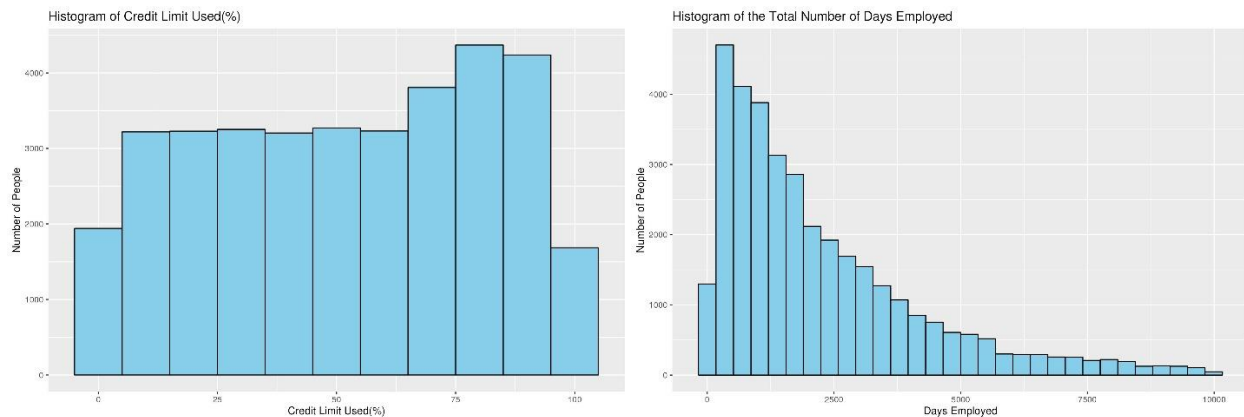 Histogram of Credit Limit Used(%)
Number of People
4000
3000
2000
1000
0
0 25 50 75 100
Credit Limit Used(%)
Histogram of the Total Number of Days Employed
Number of People
4000
3000
2000
1000
0
0 2500 5000 7500 10000
Days Employed